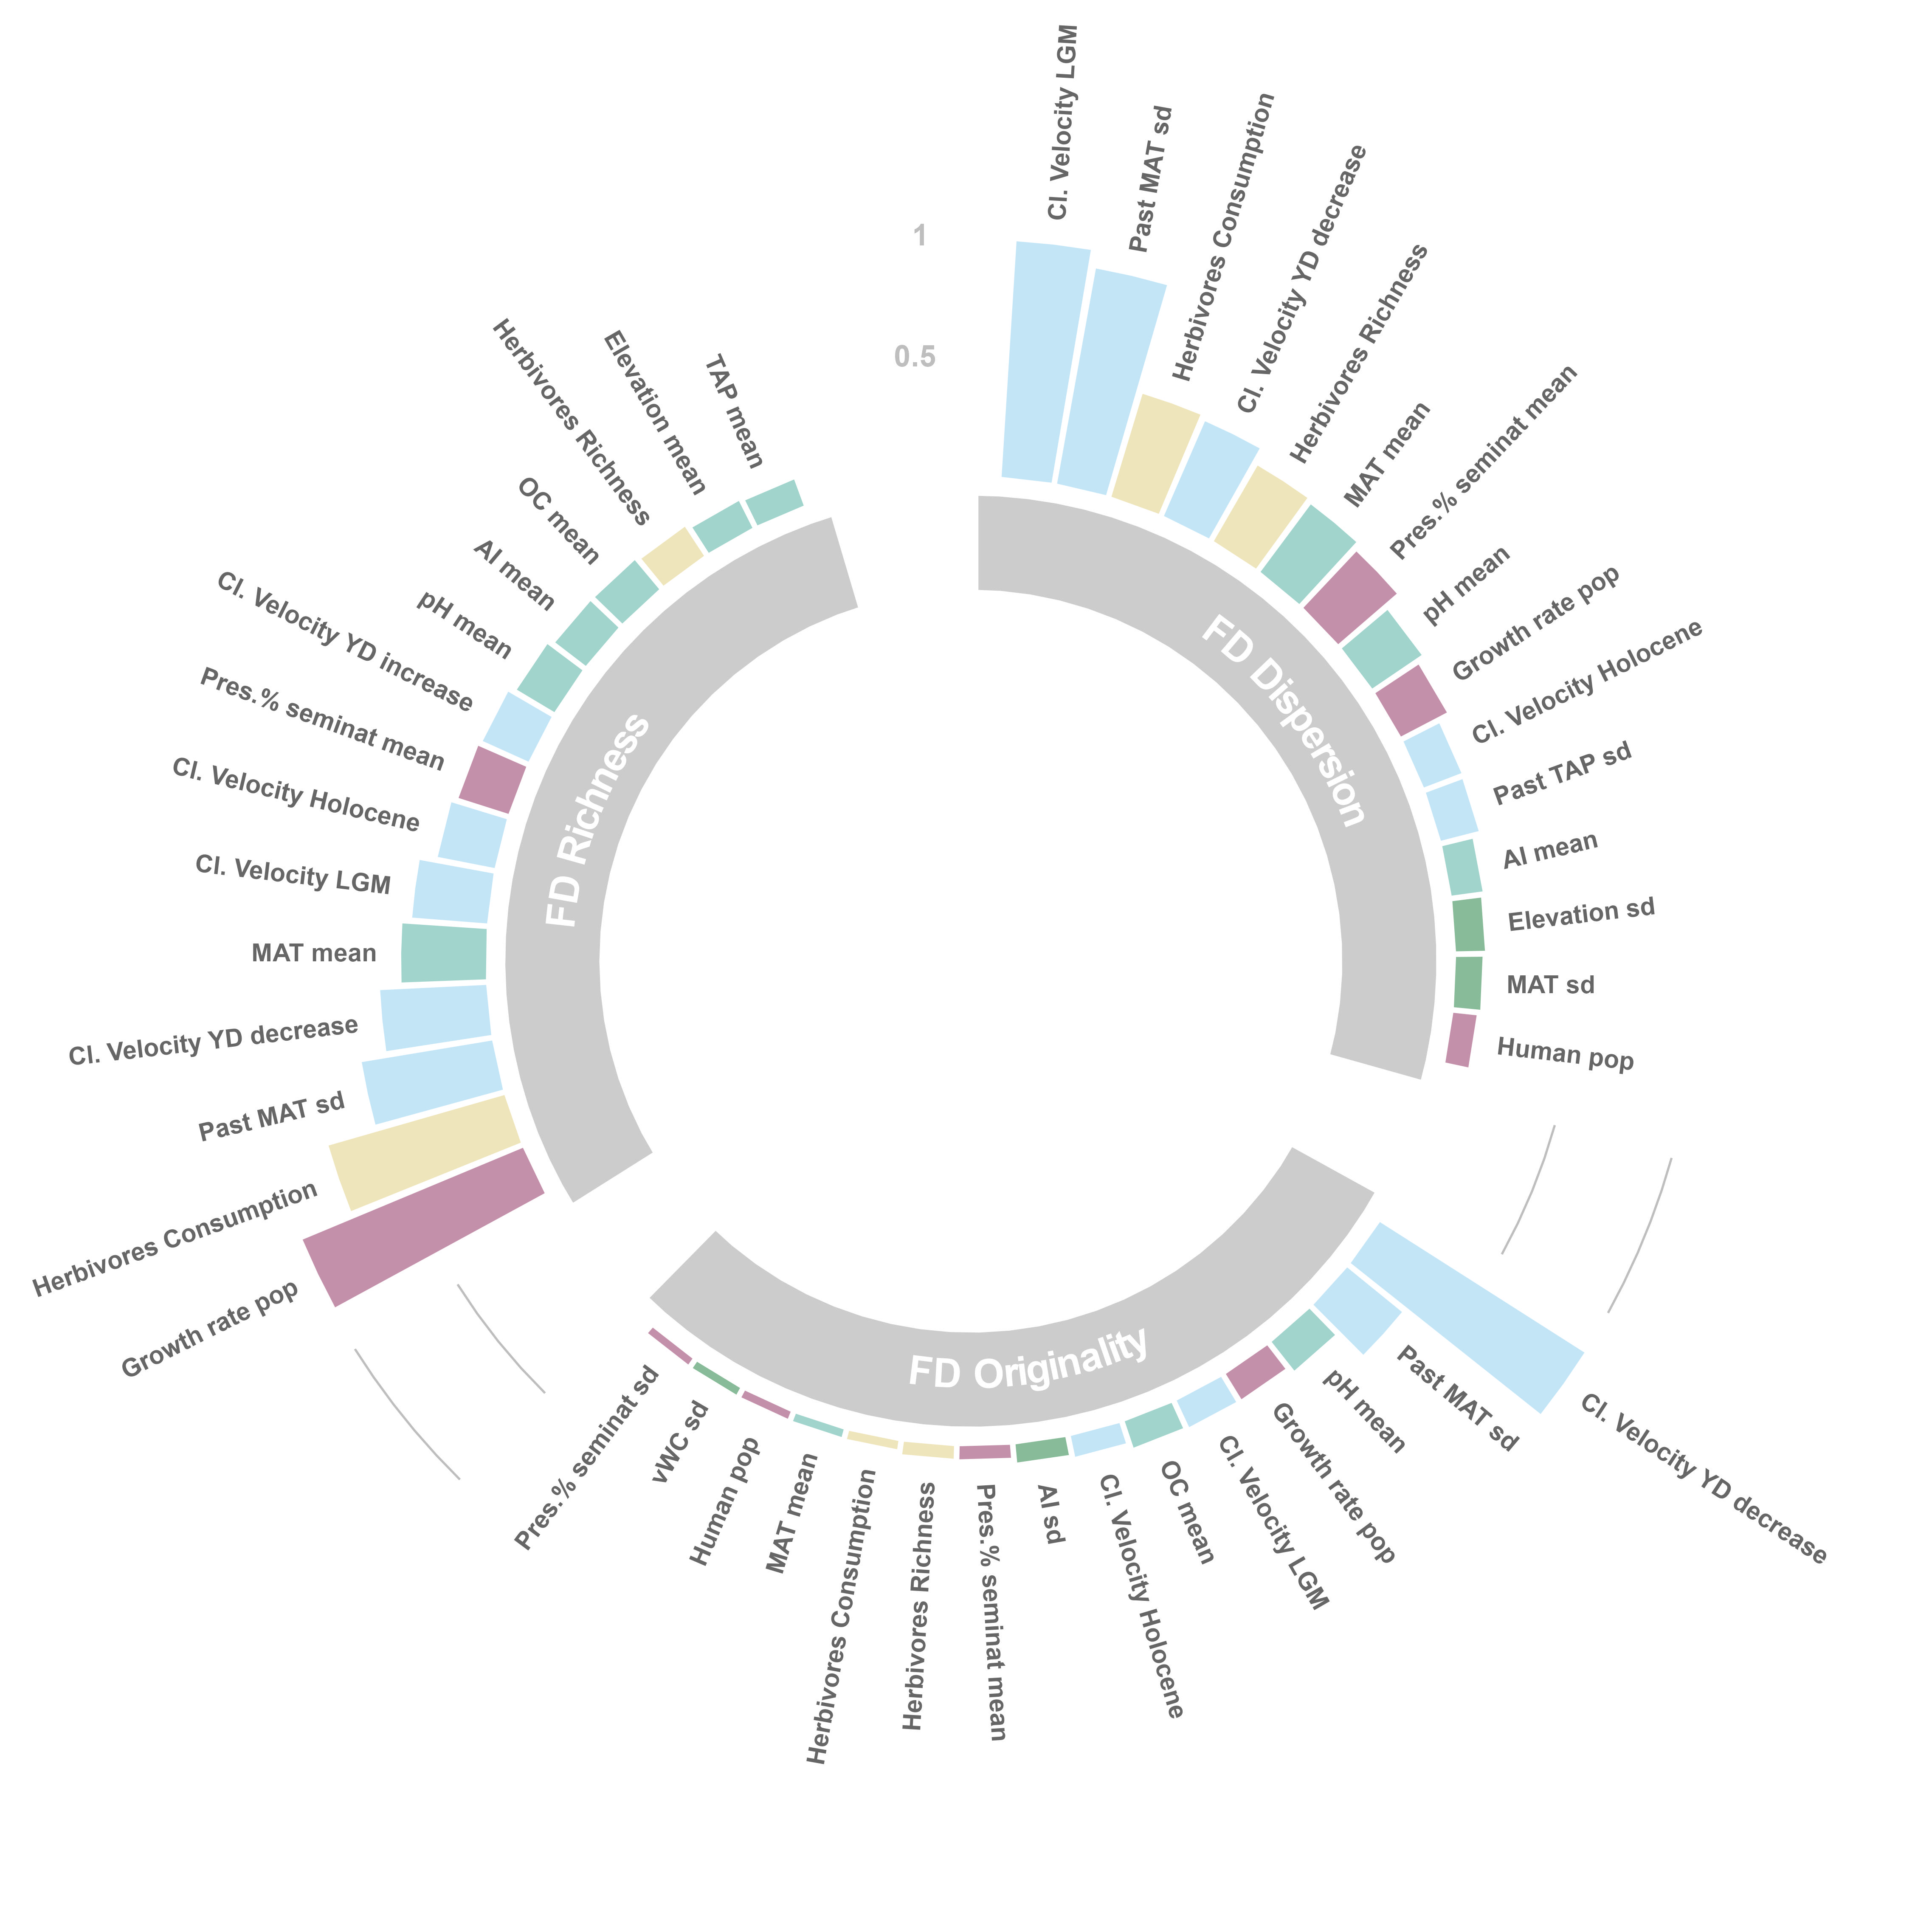 1
0.5
Cl. Velocity LGM
Past MAT sd
Herbivores Consumption
Cl. Velocity YD decrease
Herbivores Richness
MAT mean
Pres.% seminat mean
pH mean
Growth rate pop
Cl. Velocity Holocene
Past TAP sd
AI mean
Elevation sd
MAT sd
Human pop
FD Dispersion
Cl. Velocity YD decrease
Past MAT sd
pH mean
Growth rate pop
Cl. Velocity LGM
OC mean
Cl. Velocity Holocene
AI sd
Pres.% seminat mean
Herbivores Richness
Herbivores Consumption
MAT mean
Human pop
vWC sd
Pres.% seminat sd
FD Originality
Growth rate pop
Herbivores Consumption
Past MAT sd
Cl. Velocity YD decrease
MAT mean
Cl. Velocity LGM
Cl. Velocity Holocene
Pres.% seminat mean
Cl. Velocity YD increase
pH mean
AI mean
OC mean
Herbivores Richness
Elevation mean
TAP mean
FD Richness